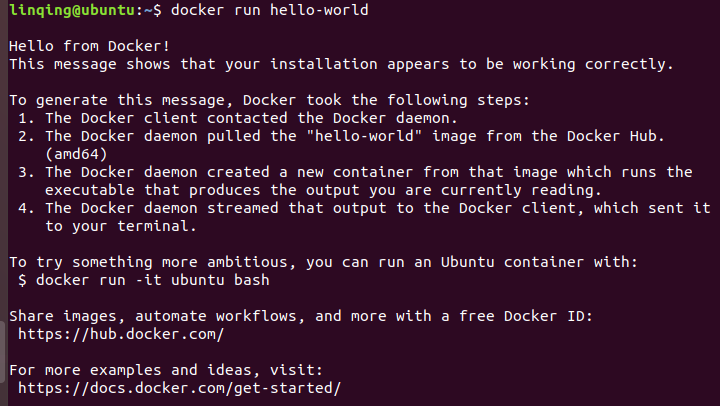 linqing@ubuntu:~$ docker run hello-world
Hello from Docker!
This message shows that your installation appears to be working correctly.
To generate this message, Docker took the following steps:
1. The Docker client contacted the Docker daemon.
2. The Docker daemon pulled the "hello-world" image from the Docker Hub.
(amd64)
3. The Docker daemon created a new container from that image which runs the
executable that produces the output you are currently reading.
4. The Docker daemon streamed that output to the Docker client, which sent it
to your terminal.
To try something more ambitious, you can run an Ubuntu container with:
$ docker run -it ubuntu bash
Share images, automate workflows, and more with a free Docker ID:
https://hub.docker.com/
For more examples and ideas, visit:
https://docs.docker.com/get-started/